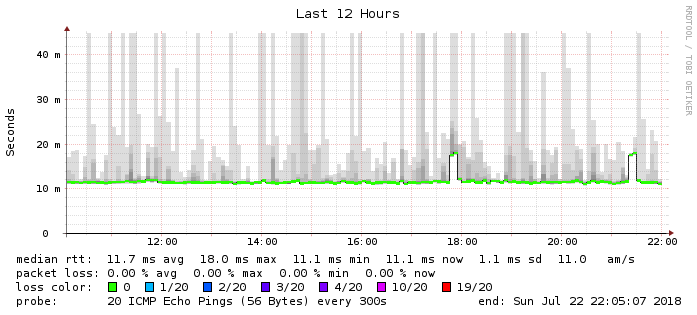 Last 12 Hours
RRDTOOL / TOBI OETIKER
Seconds
40 m
30 m
20 m
10 m
0
12:00 14:00 16:00 18:00 20:00 22:00
median rtt: 11.7 ms avg 18.0 ms max 11.1 ms min 11.1 ms now 1.1 ms sd 11.0 am/s
packet loss: 0.00 % avg 0.00 % max 0.00 % min 0.00 % now
loss color: 0 1/20 2/20 3/20 4/20 10/20 19/20
probe: 20 ICMP Echo Pings (56 Bytes) every 300s end: Sun Jul 22 22:05:07 2018